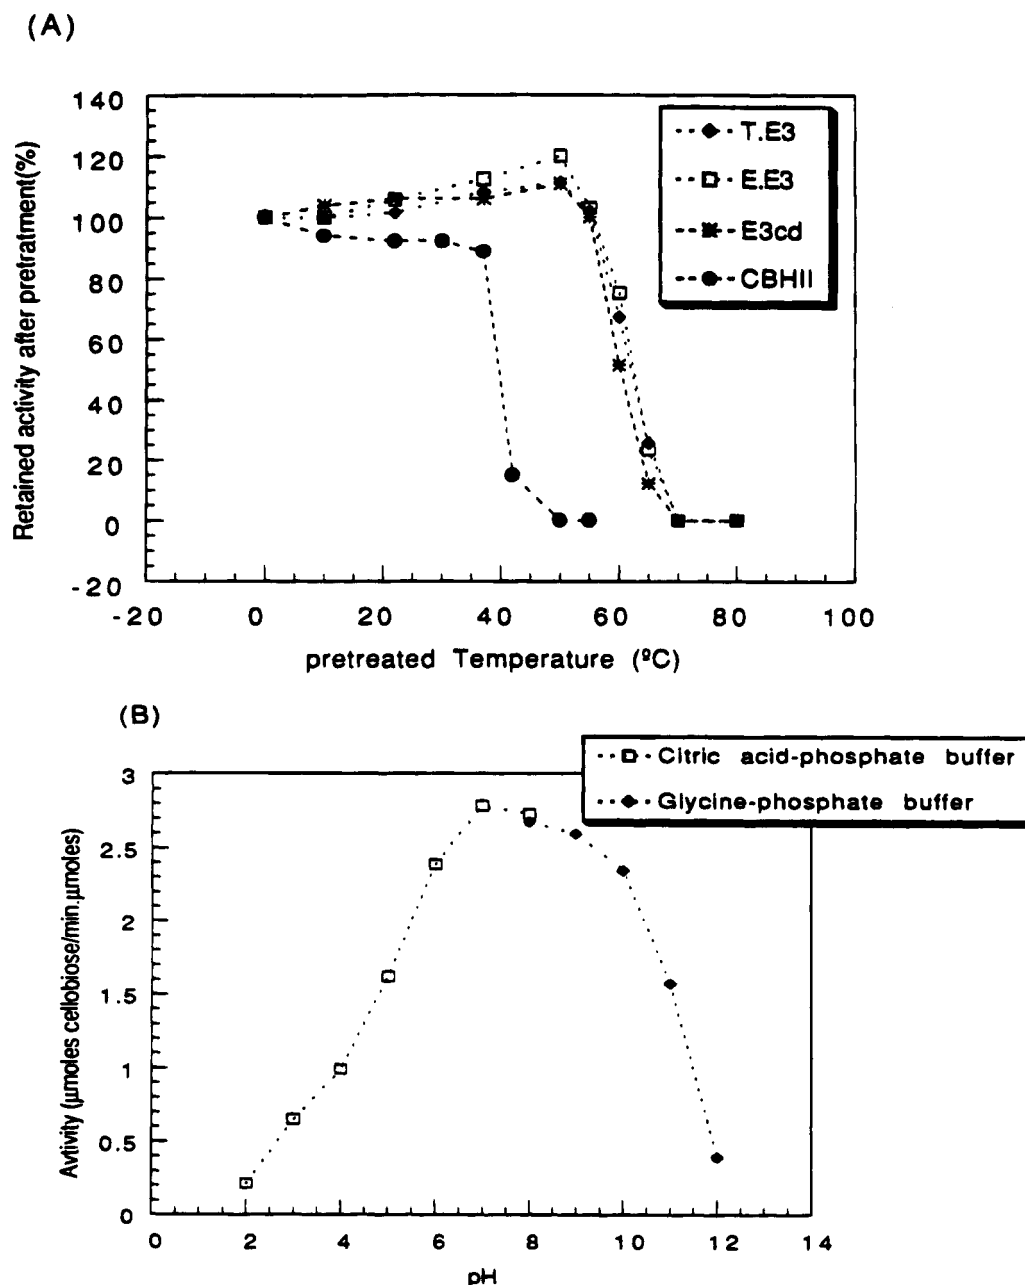 (A)
Retained activity after pretratment(%)
140
120
100
80
60
40
20
0
-20
T.E3
E.E3
E3cd
CBHII
-20 0 20 40 60 80 100
pretreated Temperature (ºC)
(B)
Citric acid-phosphate buffer
Glycine-phosphate buffer
Avtivity (µmoles cellobiose/min.µmoles)
3
2.5
2
1.5
1
0.5
0
0 2 4 6 8 10 12 14
pH